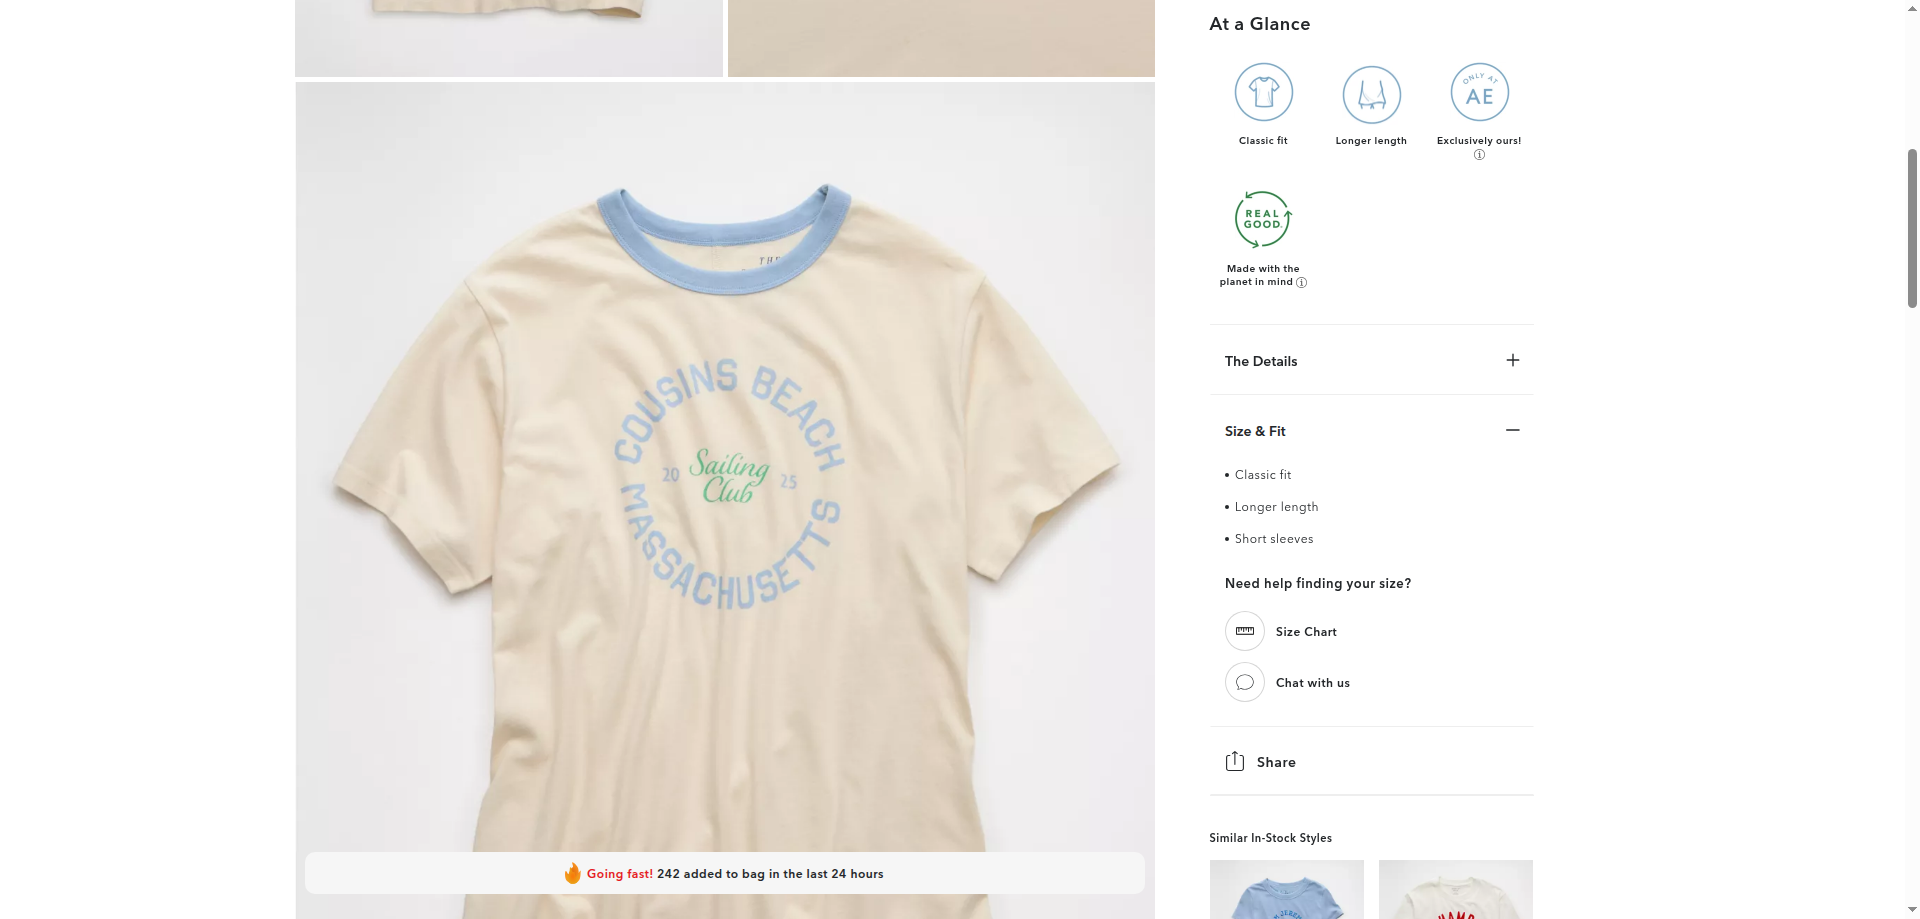 At a Glance
ONLY AT
AE
Classic fit
Longer length
Exclusively ours!
REAL
GOOD.
Made with the
planet in mind
THE
COUSINS BEACH
20 Sailing 25
Club
MASSACHUSETTS
The Details
Size & Fit
• Classic fit
• Longer length
• Short sleeves
Need help finding your size?
Size Chart
Chat with us
Share
Going fast! 242 added to bag in the last 24 hours
Similar In-Stock Styles